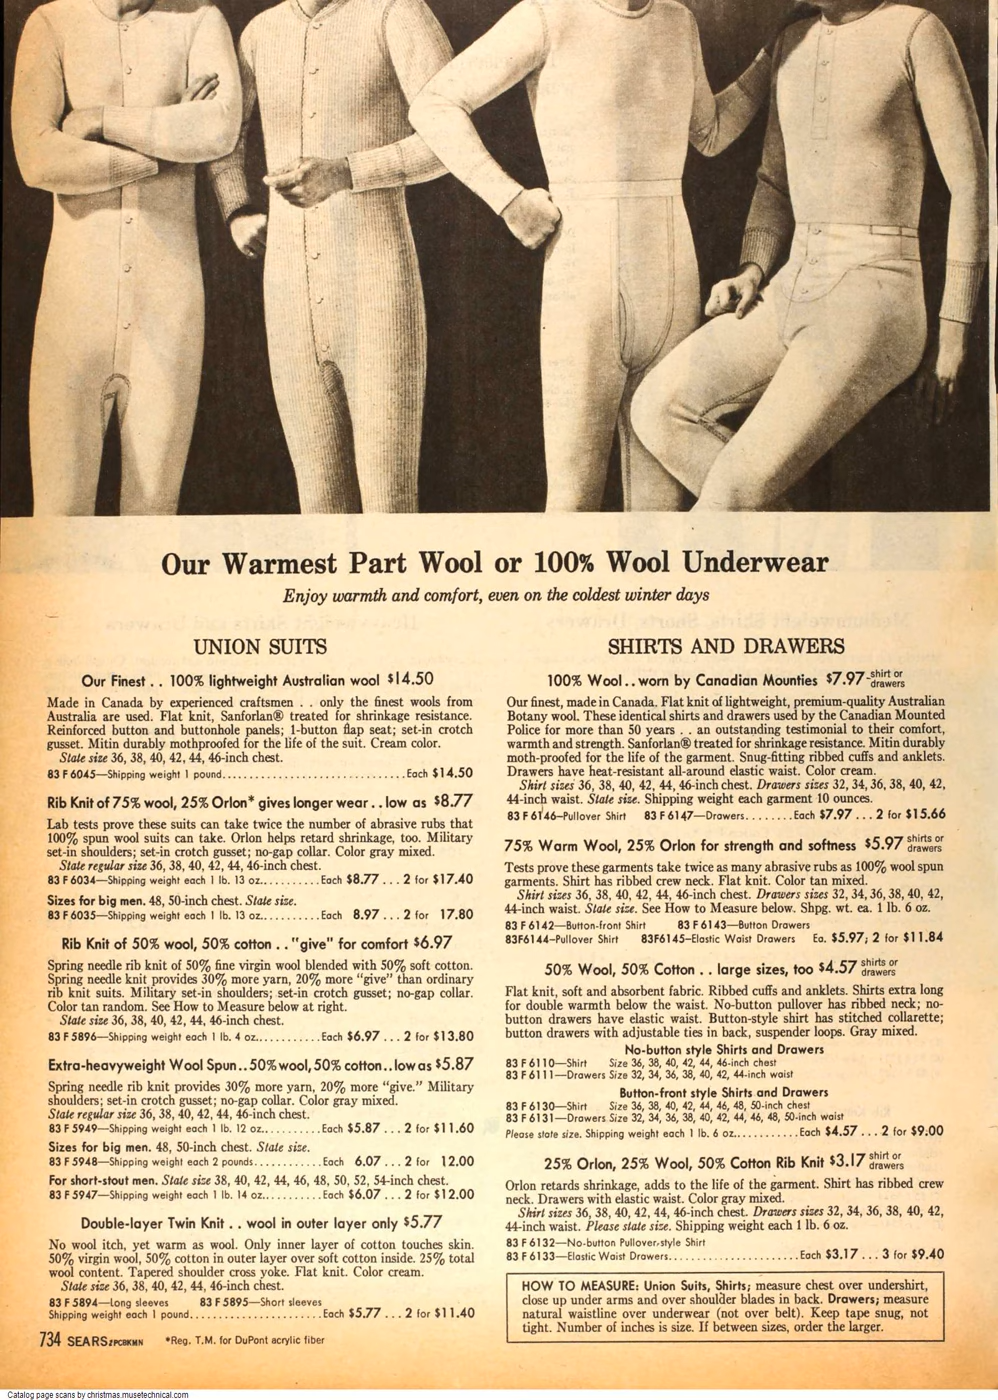 Our Warmest Part Wool or 100% Wool Underwear
Enjoy warmth and comfort, even on the coldest winter days
UNION SUITS
Our Finest . . 100% lightweight Australian wool $14.50
Made in Canada by experienced craftsmen . . only the finest wools from
Australia are used. Flat knit, Sanforlan® treated for shrinkage resistance.
Reinforced button and buttonhole panels; 1-button flap seat; set-in crotch
gusset. Mitin durably mothproofed for the life of the suit. Cream color.
State size 36, 38, 40, 42, 44, 46-inch chest.
83 F 6045—Shipping weight 1 pound...............................Each $14.50
Rib Knit of 75% wool, 25% Orlon* gives longer wear . . low as $8.77
Lab tests prove these suits can take twice the number of abrasive rubs that
100% spun wool suits can take. Orlon helps retard shrinkage, too. Military
set-in shoulders; set-in crotch gusset; no-gap collar. Color gray mixed.
State regular size 36, 38, 40, 42, 44, 46-inch chest.
83 F 6034—Shipping weight each 1 lb. 13 oz..........Each $8.77 . . . 2 for $17.40
Sizes for big men. 48, 50-inch chest. State size.
83 F 6035—Shipping weight each 1 lb. 13 oz..........Each 8.97 . . . 2 for 17.80
Rib Knit of 50% wool, 50% cotton . . "give" for comfort $6.97
Spring needle rib knit of 50% fine virgin wool blended with 50% soft cotton.
Spring needle knit provides 30% more yarn, 20% more “give” than ordinary
rib knit suits. Military set-in shoulders; set-in crotch gusset; no-gap collar.
Color tan random. See How to Measure below at right.
State size 36, 38, 40, 42, 44, 46-inch chest.
83 F 5896—Shipping weight each 1 lb. 4 oz...........Each $6.97 . . . 2 for $13.80
Extra-heavyweight Wool Spun . . 50% wool, 50% cotton . . low as $5.87
Spring needle rib knit provides 30% more yarn, 20% more “give.” Military
shoulders; set-in crotch gusset; no-gap collar. Color gray mixed.
State regular size 36, 38, 40, 42, 44, 46-inch chest.
83 F 5949—Shipping weight each 1 lb. 12 oz..........Each $5.87 . . . 2 for $11.60
Sizes for big men. 48, 50-inch chest. State size.
83 F 5948—Shipping weight each 2 pounds............Each 6.07 . . . 2 for 12.00
For short-stout men. State size 38, 40, 42, 44, 46, 48, 50, 52, 54-inch chest.
83 F 5947—Shipping weight each 1 lb. 14 oz..........Each $6.07 . . . 2 for $12.00
Double-layer Twin Knit . . wool in outer layer only $5.77
No wool itch, yet warm as wool. Only inner layer of cotton touches skin.
50% virgin wool, 50% cotton in outer layer over soft cotton inside. 25% total
wool content. Tapered shoulder cross yoke. Flat knit. Color cream.
State size 36, 38, 40, 42, 44, 46-inch chest.
83 F 5894—Long sleeves 83 F 5895—Short sleeves
Shipping weight each 1 pound.......................Each $5.77 . . . 2 for $11.40
SHIRTS AND DRAWERS
100% Wool . . worn by Canadian Mounties $7.97 shirt or drawers
Our finest, made in Canada. Flat knit of lightweight, premium-quality Australian
Botany wool. These identical shirts and drawers used by the Canadian Mounted
Police for more than 50 years . . an outstanding testimonial to their comfort,
warmth and strength. Sanforlan® treated for shrinkage resistance. Mitin durably
moth-proofed for the life of the garment. Snug-fitting ribbed cuffs and anklets.
Drawers have heat-resistant all-around elastic waist. Color cream.
Shirt sizes 36, 38, 40, 42, 44, 46-inch chest. Drawers sizes 32, 34, 36, 38, 40, 42,
44-inch waist. State size. Shipping weight each garment 10 ounces.
83 F 6146—Pullover Shirt 83 F 6147—Drawers........Each $7.97 . . . 2 for $15.66
75% Warm Wool, 25% Orlon for strength and softness $5.97 shirts or drawers
Tests prove these garments take twice as many abrasive rubs as 100% wool spun
garments. Shirt has ribbed crew neck. Flat knit. Color tan mixed.
Shirt sizes 36, 38, 40, 42, 44, 46-inch chest. Drawers sizes 32, 34, 36, 38, 40, 42,
44-inch waist. State size. See How to Measure below. Shpg. wt. ea. 1 lb. 6 oz.
83 F 6142—Button-front Shirt 83 F 6143—Button Drawers
83F6144—Pullover Shirt 83F6145—Elastic Waist Drawers Ea. $5.97; 2 for $11.84
50% Wool, 50% Cotton . . large sizes, too $4.57 shirts or drawers
Flat knit, soft and absorbent fabric. Ribbed cuffs and anklets. Shirts extra long
for double warmth below the waist. No-button pullover has ribbed neck; no-
button drawers have elastic waist. Button-style shirt has stitched collarette;
button drawers with adjustable ties in back, suspender loops. Gray mixed.
No-button style Shirts and Drawers
83 F 6110—Shirt Size 36, 38, 40, 42, 44, 46-inch chest
83 F 6111—Drawers Size 32, 34, 36, 38, 40, 42, 44-inch waist
Button-front style Shirts and Drawers
83 F 6130—Shirt Size 36, 38, 40, 42, 44, 46, 48, 50-inch chest
83 F 6131—Drawers Size 32, 34, 36, 38, 40, 42, 44, 46, 48, 50-inch waist
Please state size. Shipping weight each 1 lb. 6 oz...........Each $4.57 . . . 2 for $9.00
25% Orlon, 25% Wool, 50% Cotton Rib Knit $3.17 shirt or drawers
Orlon retards shrinkage, adds to the life of the garment. Shirt has ribbed crew
neck. Drawers with elastic waist. Color gray mixed.
Shirt sizes 36, 38, 40, 42, 44, 46-inch chest. Drawers sizes 32, 34, 36, 38, 40, 42,
44-inch waist. Please state size. Shipping weight each 1 lb. 6 oz.
83 F 6132—No-button Pullover-style Shirt
83 F 6133—Elastic Waist Drawers.......................Each $3.17 . . . 3 for $9.40
HOW TO MEASURE: Union Suits, Shirts; measure chest over undershirt,
close up under arms and over shoulder blades in back. Drawers; measure
natural waistline over underwear (not over belt). Keep tape snug, not
tight. Number of inches is size. If between sizes, order the larger.
734 SEARS 2PCBKMN *Reg. T.M. for DuPont acrylic fiber
Catalog page scans by christmas.musetechnical.com